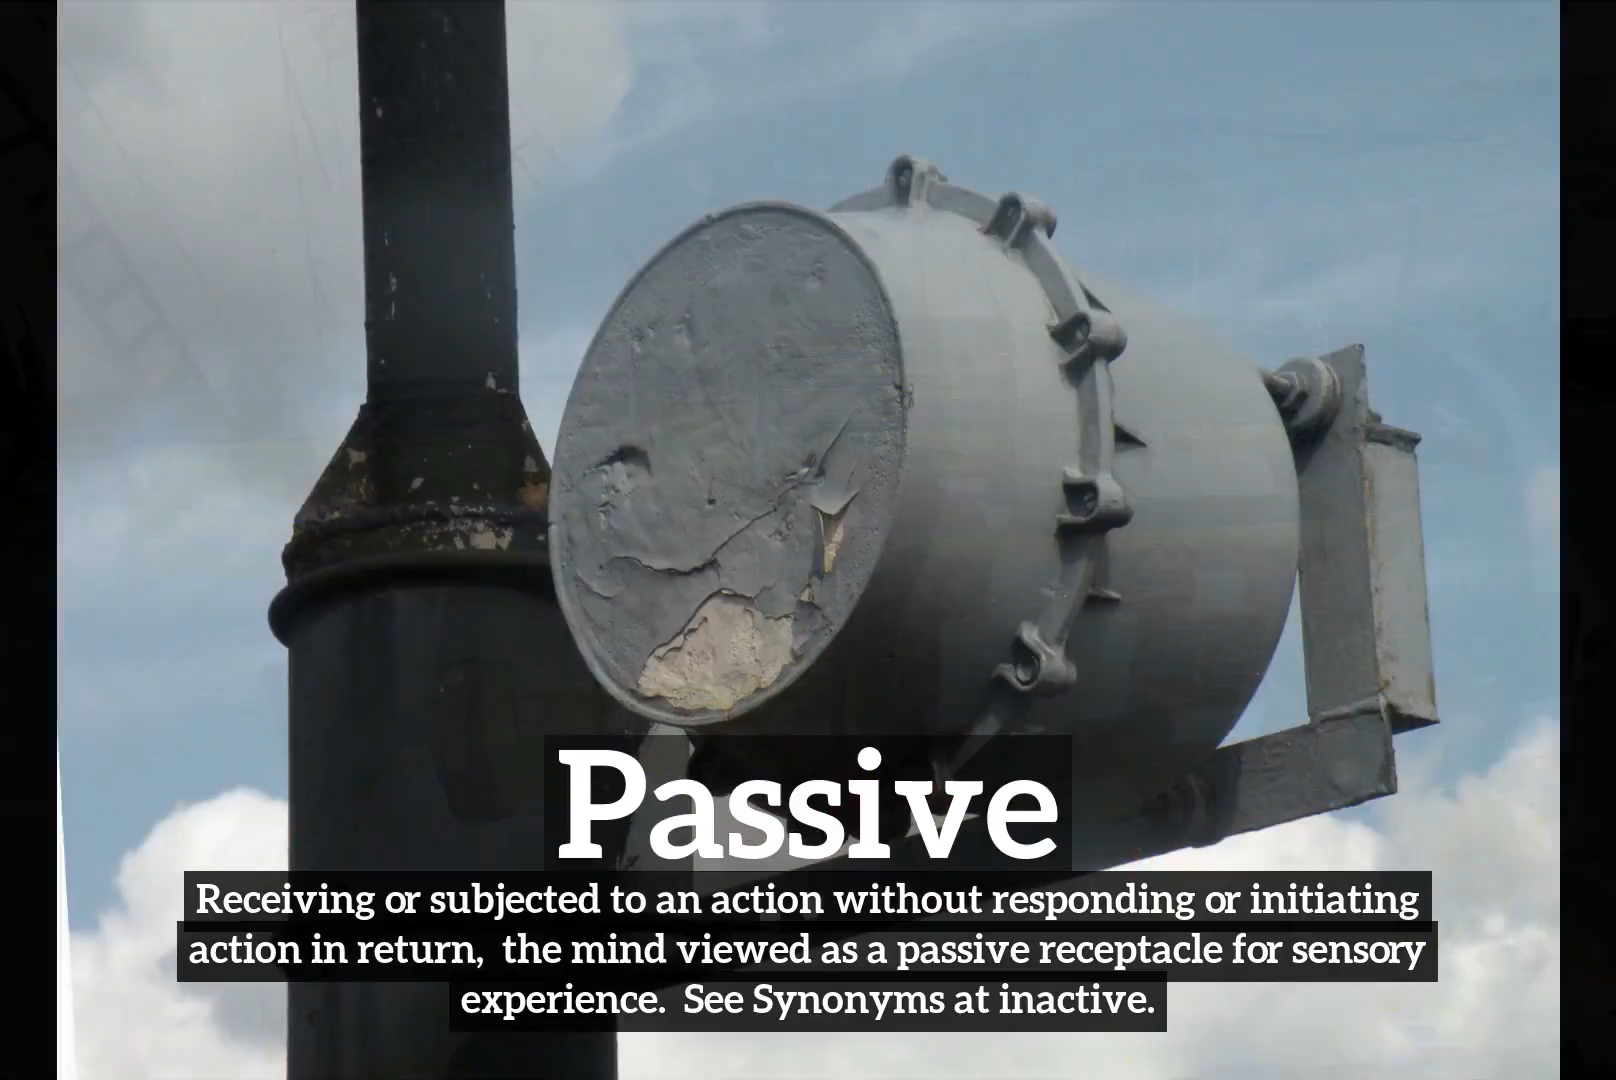 Passive
Receiving or subjected to an action without responding or initiating
action in return,  the mind viewed as a passive receptacle for sensory
experience.  See Synonyms at inactive.